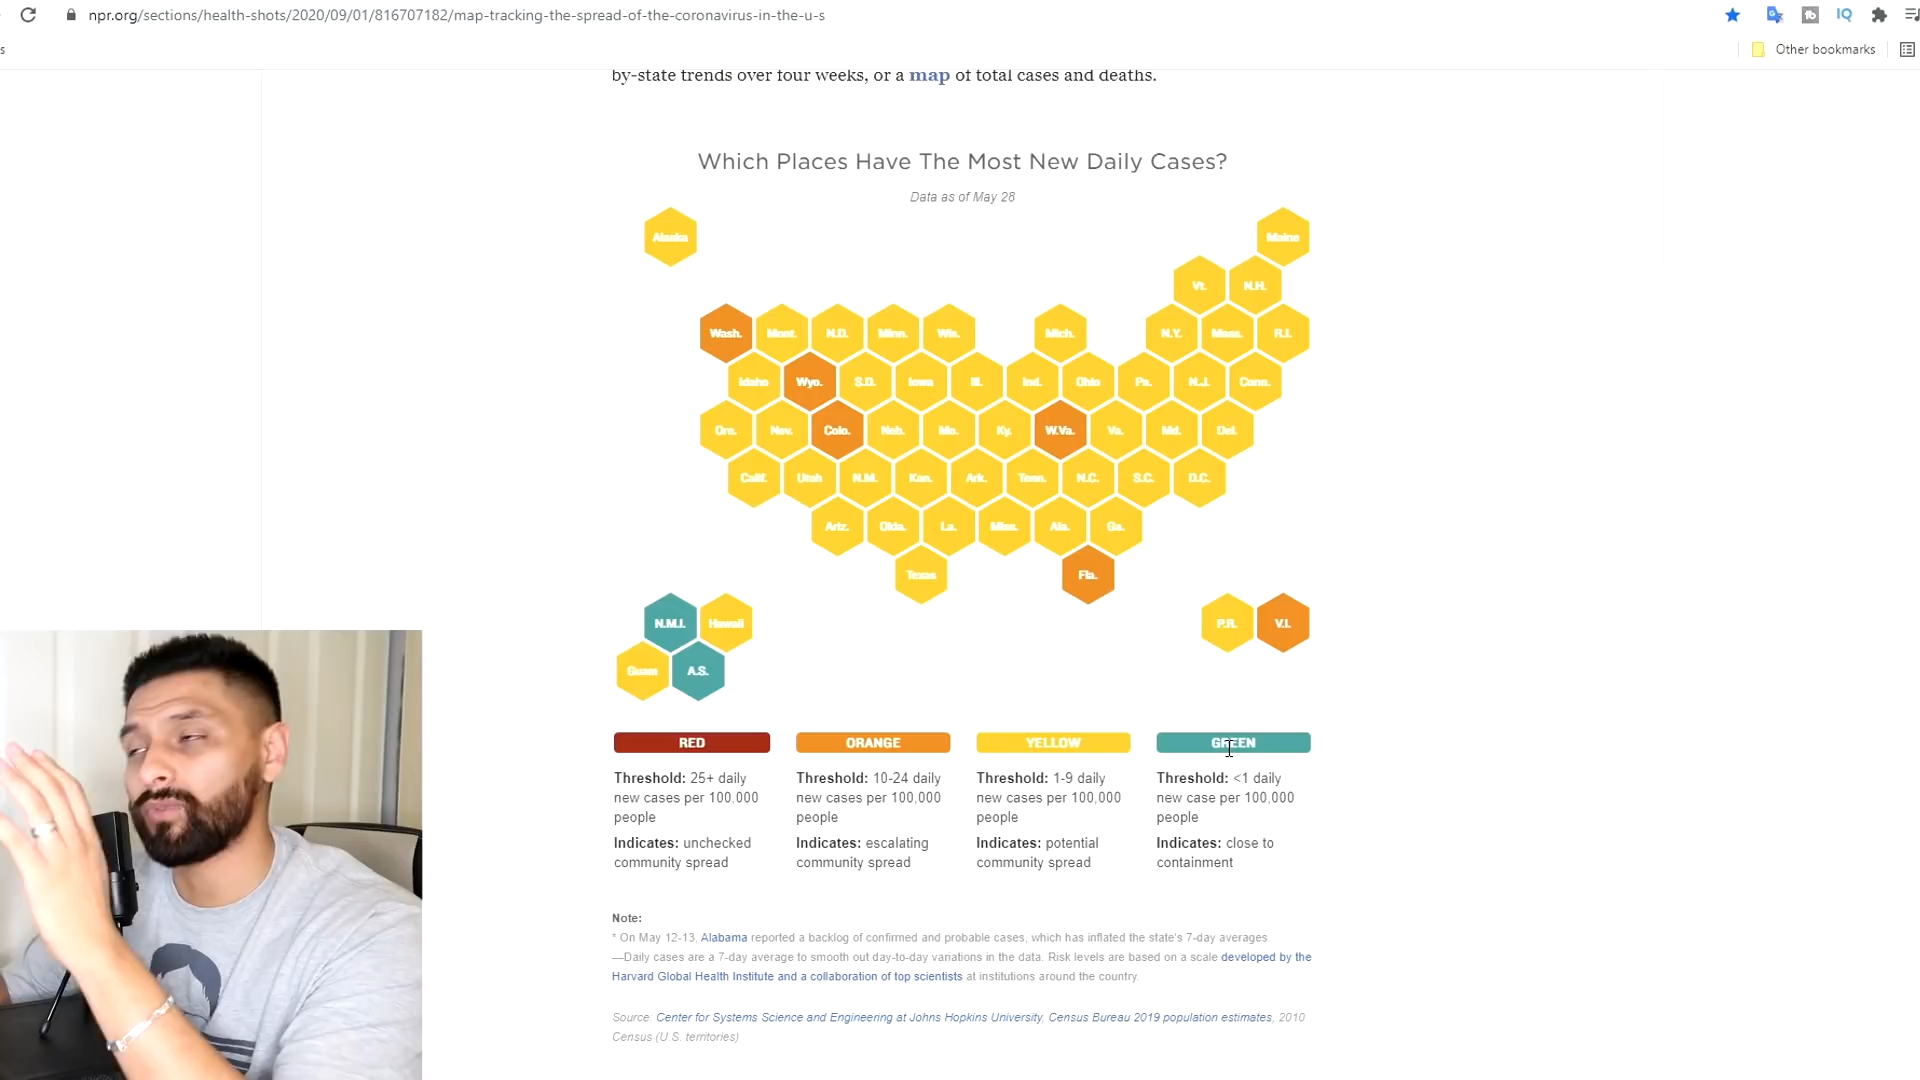 npr.org/sections/health-shots/2020/09/01/816707182/map-tracking-the-spread-of-the-coronavirus-in-the-u-s
IQ
s
Other bookmarks
by-state trends over four weeks, or a map of total cases and deaths.
Which Places Have The Most New Daily Cases?
Data as of May 28
Alaska
Maine
Vt. N.H.
Wash. Mont. N.D. Minn. Wis. Mich. N.Y. Mass. R.I.
Idaho Wyo. S.D. Iowa Ill. Ind. Ohio Pa. N.J. Conn.
Ore. Nev. Colo. Neb. Mo. Ky. W.Va. Va. Md. Del.
Calif. Utah N.M. Kan. Ark. Tenn. N.C. S.C. D.C.
Ariz. Okla. La. Miss. Ala. Ga.
Texas Fla.
N.M.I. Hawaii P.R. V.I.
Guam A.S.
RED ORANGE YELLOW GREEN
Threshold: 25+ daily
new cases per 100,000
people
Indicates: unchecked
community spread
Threshold: 10-24 daily
new cases per 100,000
people
Indicates: escalating
community spread
Threshold: 1-9 daily
new cases per 100,000
people
Indicates: potential
community spread
Threshold: <1 daily
new case per 100,000
people
Indicates: close to
containment
Note:
* On May 12-13, Alabama reported a backlog of confirmed and probable cases, which has inflated the state's 7-day averages.
—Daily cases are a 7-day average to smooth out day-to-day variations in the data. Risk levels are based on a scale developed by the
Harvard Global Health Institute and a collaboration of top scientists at institutions around the country.
Source: Center for Systems Science and Engineering at Johns Hopkins University, Census Bureau 2019 population estimates, 2010
Census (U.S. territories)